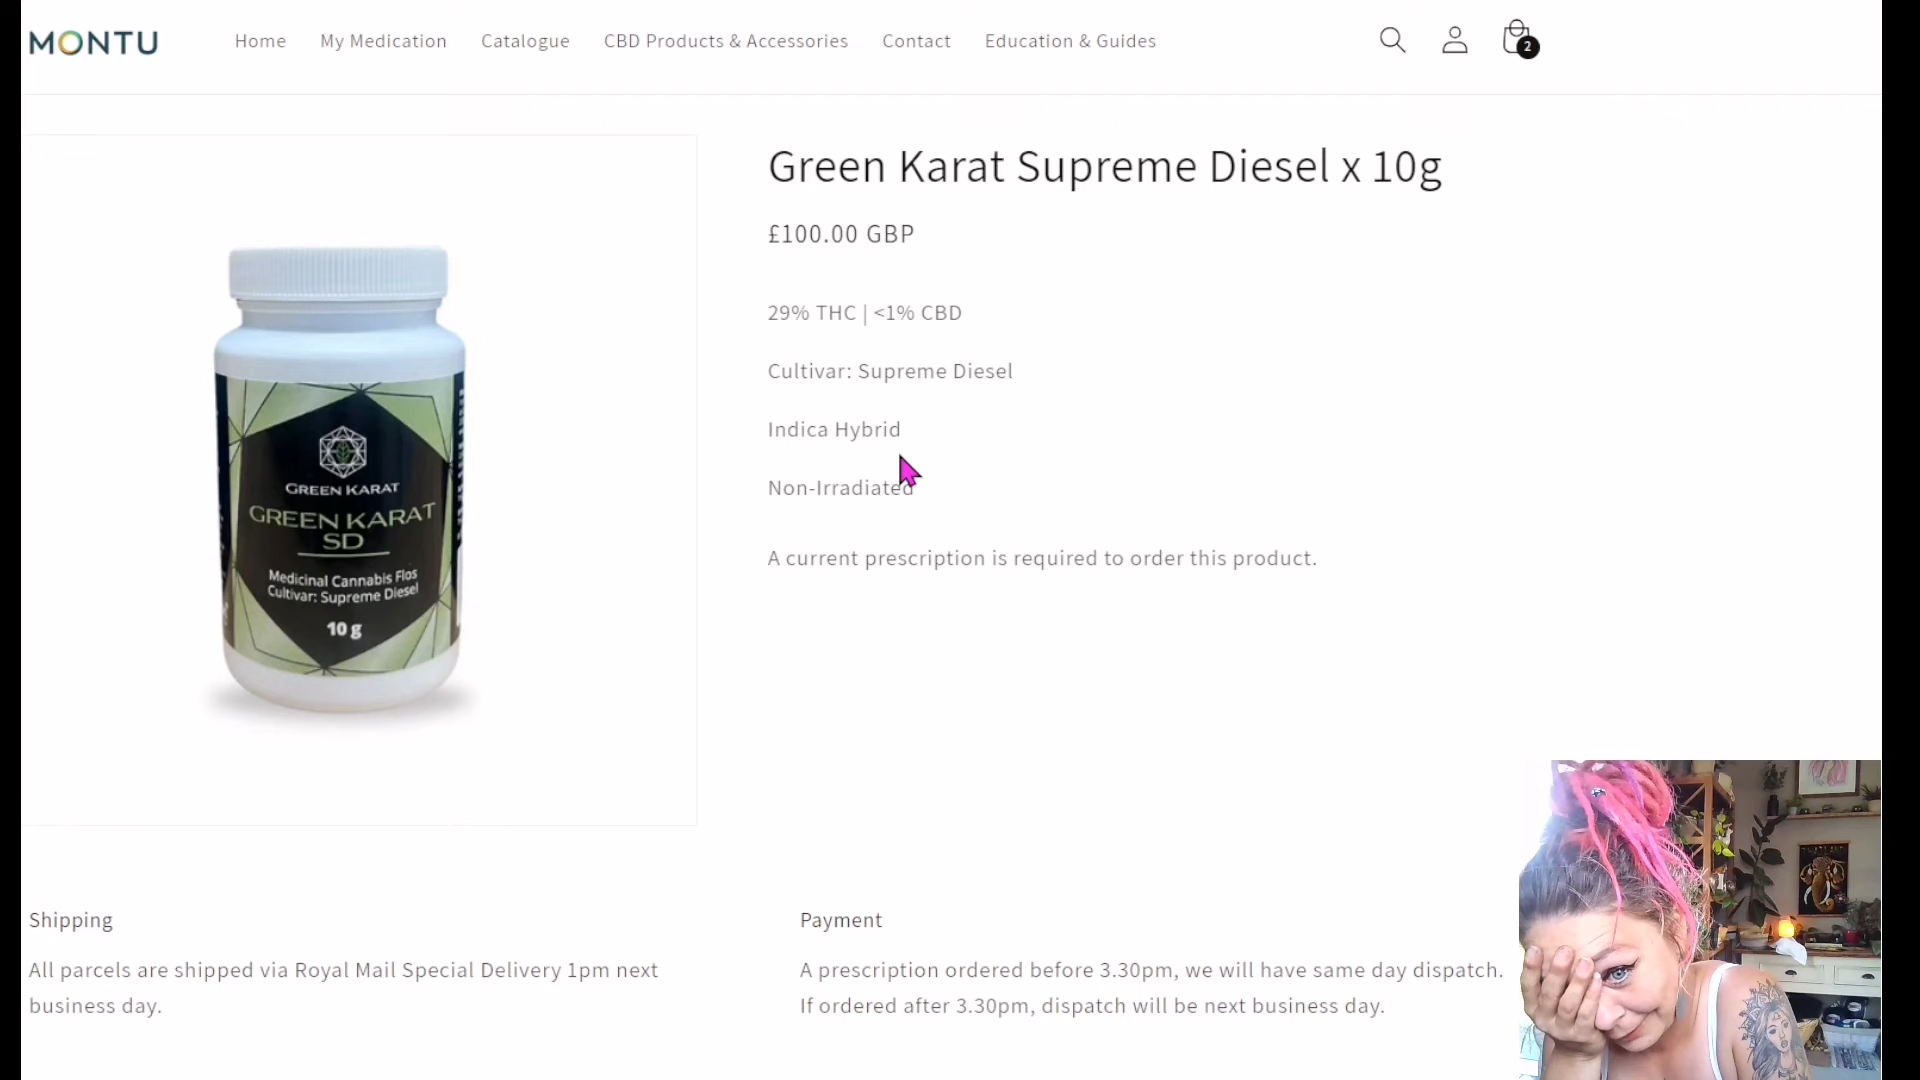 MONTU
Home
My Medication
Catalogue
CBD Products & Accessories
Contact
Education & Guides
2
Green Karat Supreme Diesel x 10g
£100.00 GBP
29% THC | <1% CBD
Cultivar: Supreme Diesel
Indica Hybrid
Non-Irradiated
A current prescription is required to order this product.
GREEN KARAT
GREEN KARAT
SD
Medicinal Cannabis Flos
Cultivar: Supreme Diesel
10 g
Shipping
All parcels are shipped via Royal Mail Special Delivery 1pm next
business day.
Payment
A prescription ordered before 3.30pm, we will have same day dispatch.
If ordered after 3.30pm, dispatch will be next business day.